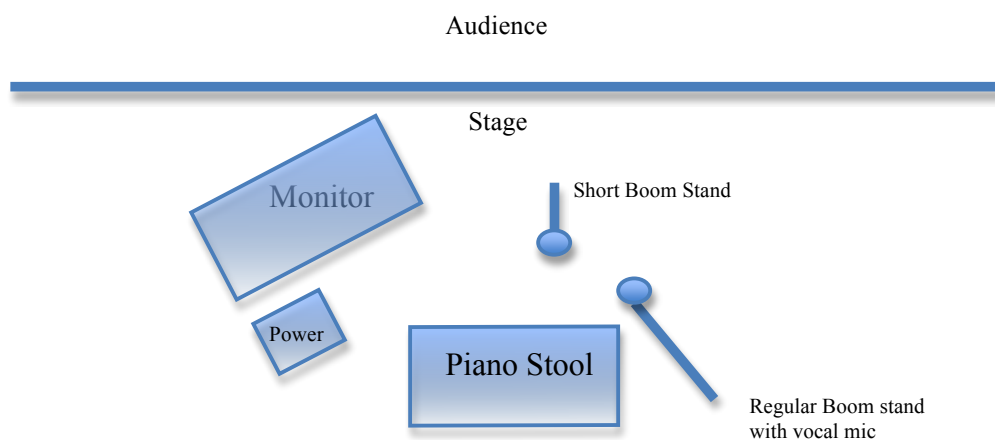 Audience
Stage
Monitor
Short Boom Stand
Power
Piano Stool
Regular Boom stand
with vocal mic